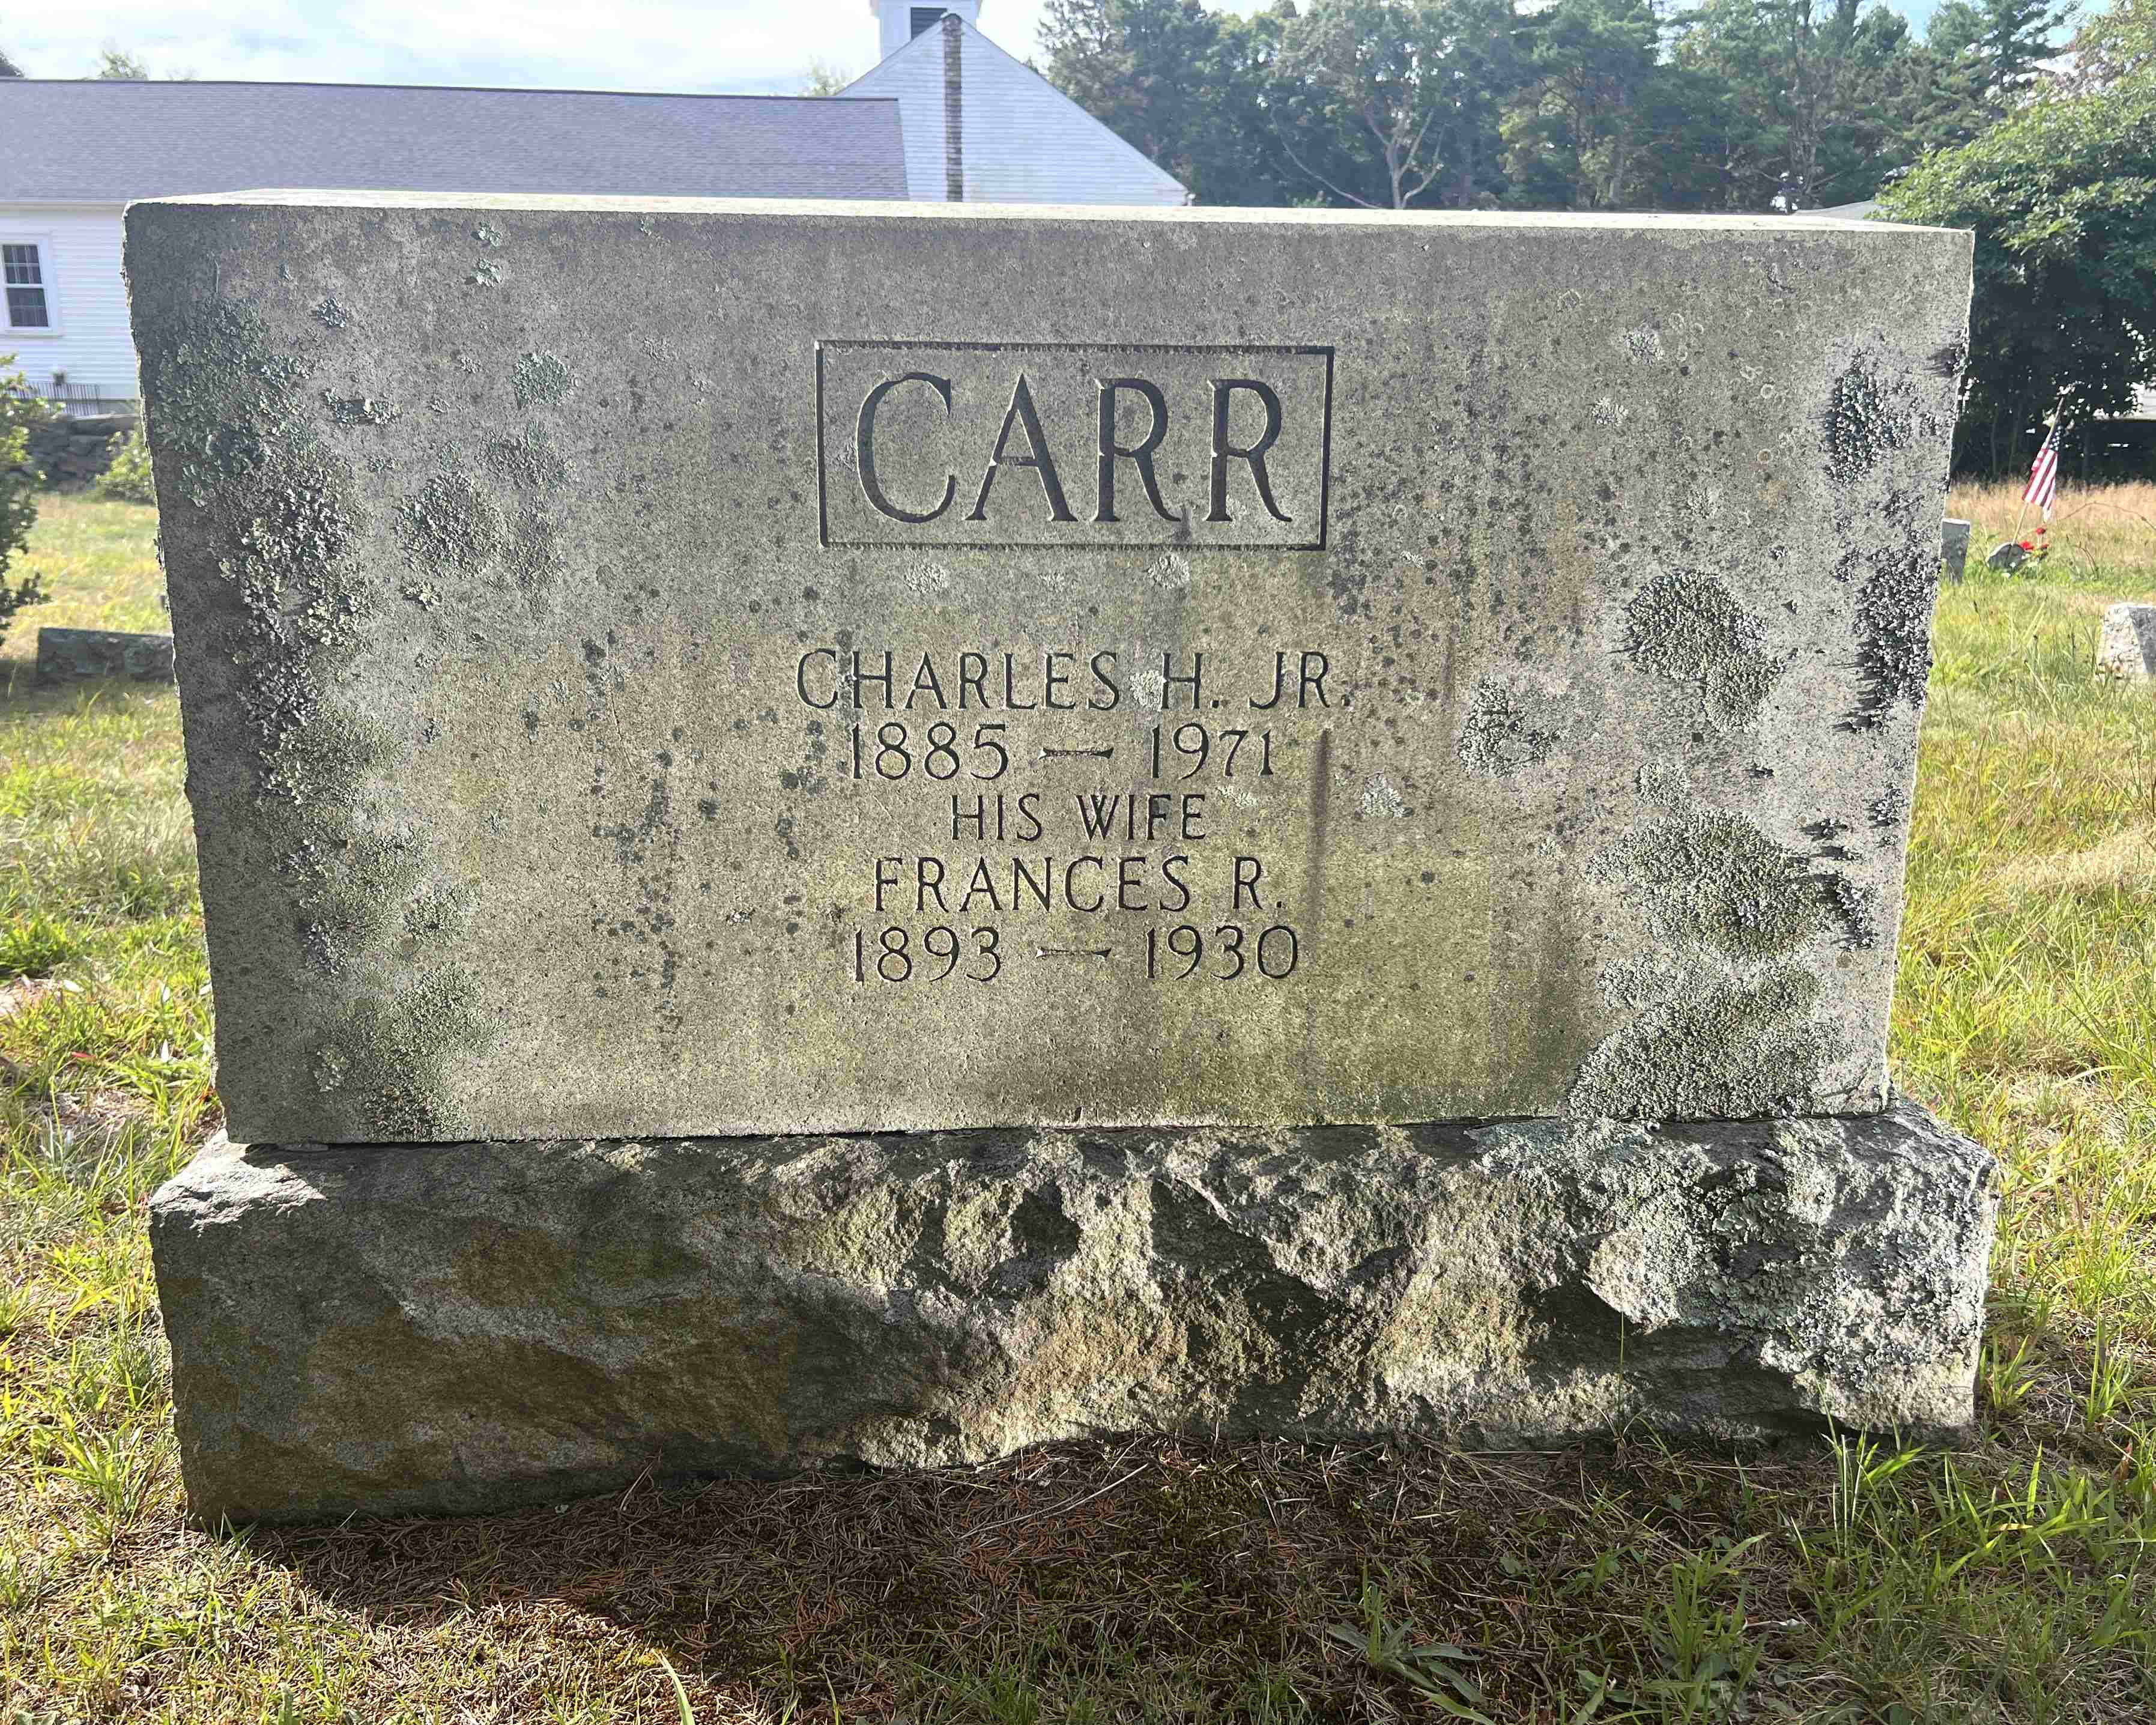 CARR
CHARLES H. JR.
1885 — 1971
HIS WIFE
FRANCES R.
1893 — 1930